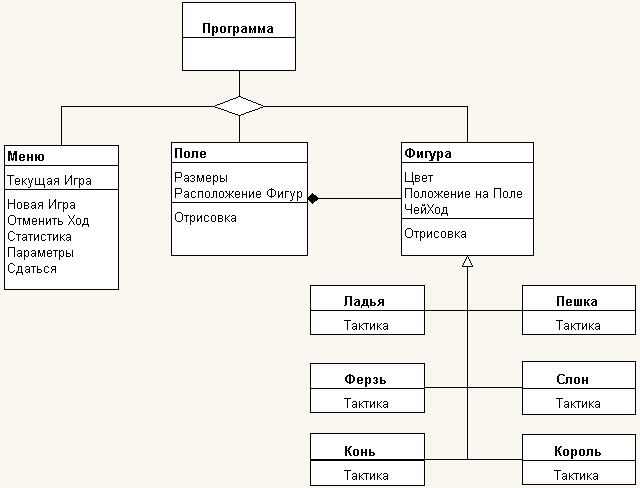 Программа
Меню
Текущая Игра
Новая Игра
Отменить Ход
Статистика
Параметры
Сдаться
Поле
Размеры
Расположение Фигур
Отрисовка
Фигура
Цвет
Положение на Поле
ЧейХод
Отрисовка
Ладья
Тактика
Пешка
Тактика
Ферзь
Тактика
Слон
Тактика
Конь
Тактика
Король
Тактика